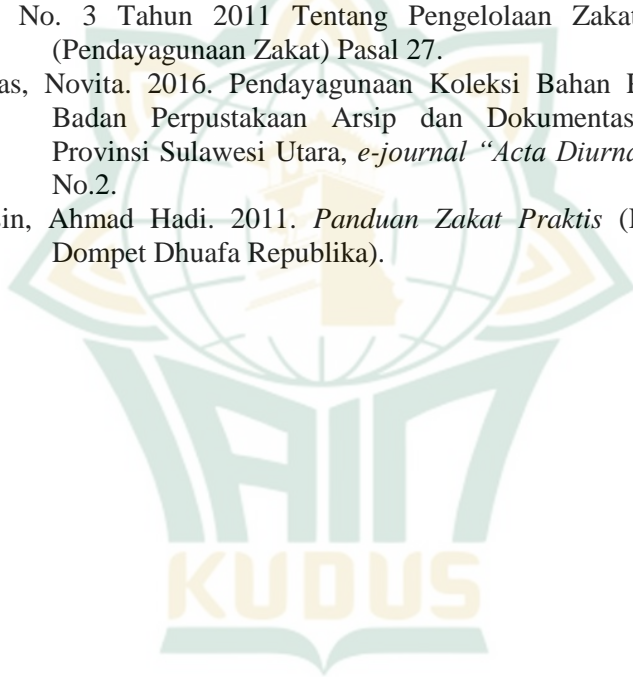 No. 3 Tahun 2011 Tentang Pengelolaan Zakat
(Pendayagunaan Zakat) Pasal 27.
as, Novita. 2016. Pendayagunaan Koleksi Bahan
Badan Perpustakaan Arsip dan Dokumentas
Provinsi Sulawesi Utara, e-journal “Acta Diurna
No.2.
in, Ahmad Hadi. 2011. Panduan Zakat Praktis (
Dompet Dhuafa Republika).
IAIN
KUDUS